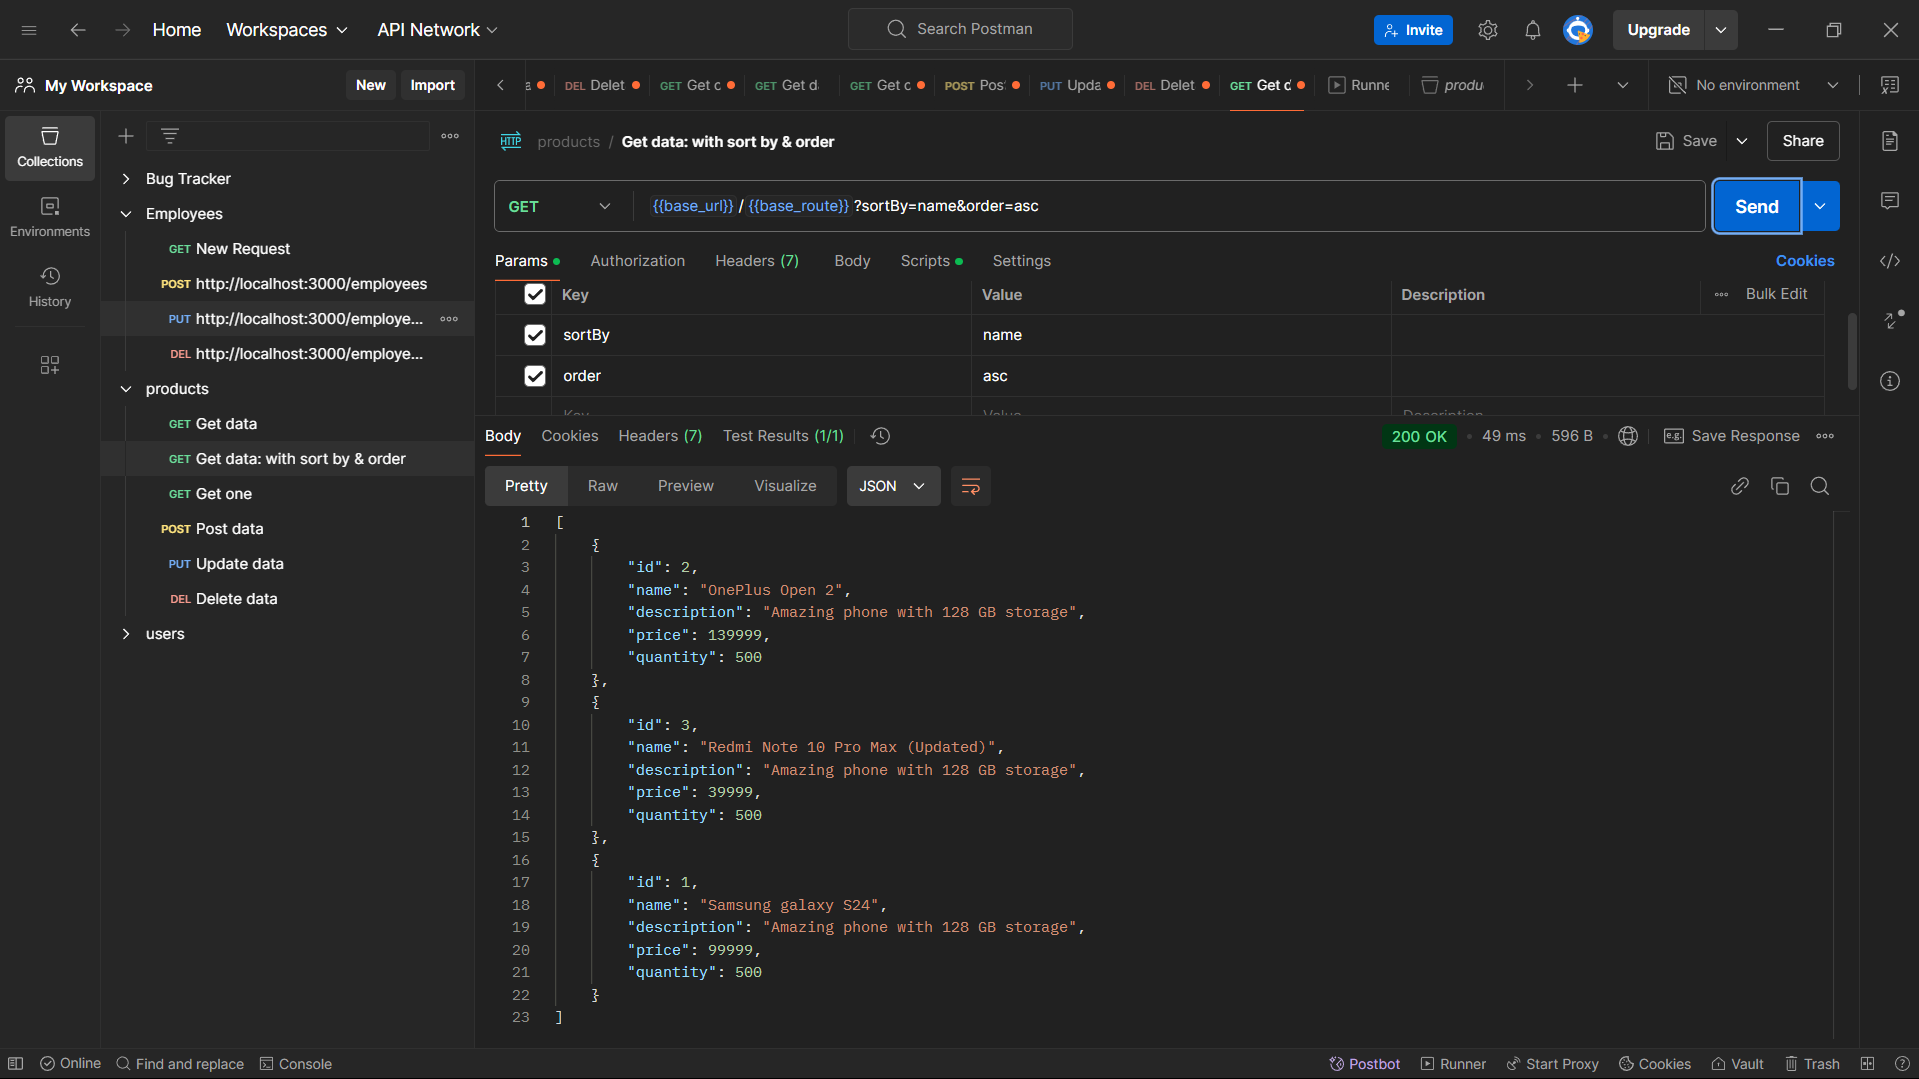 Home
Workspaces
API Network
Search Postman
Invite
Upgrade
My Workspace
New
Import
DEL Delet
GET Get c
GET Get d
GET Get c
POST Pos
PUT Upda
DEL Delet
GET Get d
Runne
produ
No environment
Collections
Environments
History
Bug Tracker
Employees
GET New Request
POST http://localhost:3000/employees
PUT http://localhost:3000/employe...
DEL http://localhost:3000/employe...
products
GET Get data
GET Get data: with sort by & order
GET Get one
POST Post data
PUT Update data
DEL Delete data
users
HTTP products / Get data: with sort by & order
Save
Share
GET
{{base_url}} / {{base_route}} ?sortBy=name&order=asc
Send
Params
Authorization
Headers (7)
Body
Scripts
Settings
Cookies
Key
Value
Description
Bulk Edit
sortBy
name
order
asc
Key
Value
Description
Body
Cookies
Headers (7)
Test Results (1/1)
200 OK
49 ms
596 B
e.g. Save Response
Pretty
Raw
Preview
Visualize
JSON
1 [
2 {
3 "id": 2,
4 "name": "OnePlus Open 2",
5 "description": "Amazing phone with 128 GB storage",
6 "price": 139999,
7 "quantity": 500
8 },
9 {
10 "id": 3,
11 "name": "Redmi Note 10 Pro Max (Updated)",
12 "description": "Amazing phone with 128 GB storage",
13 "price": 39999,
14 "quantity": 500
15 },
16 {
17 "id": 1,
18 "name": "Samsung galaxy S24",
19 "description": "Amazing phone with 128 GB storage",
20 "price": 99999,
21 "quantity": 500
22 }
23 ]
Online
Find and replace
Console
Postbot
Runner
Start Proxy
Cookies
Vault
Trash